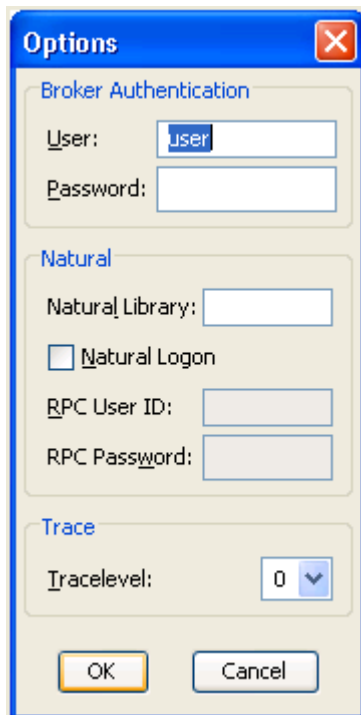 Options
Broker Authentication
User: user
Password:
Natural
Natural Library:
Natural Logon
RPC User ID:
RPC Password:
Trace
Tracelevel: 0
OK Cancel